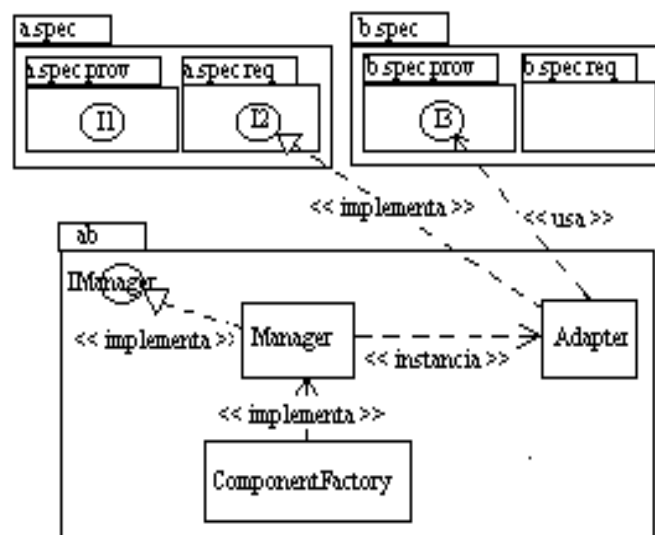 a spec
b spec
a spec prov
a spec req
b spec prov
b spec req
I1
I2
I3
<< implementa >>
<< usa >>
ab
IManager
<< implementa >>
Manager
<< instancia >>
Adapter
<< implementa >>
ComponentFactory